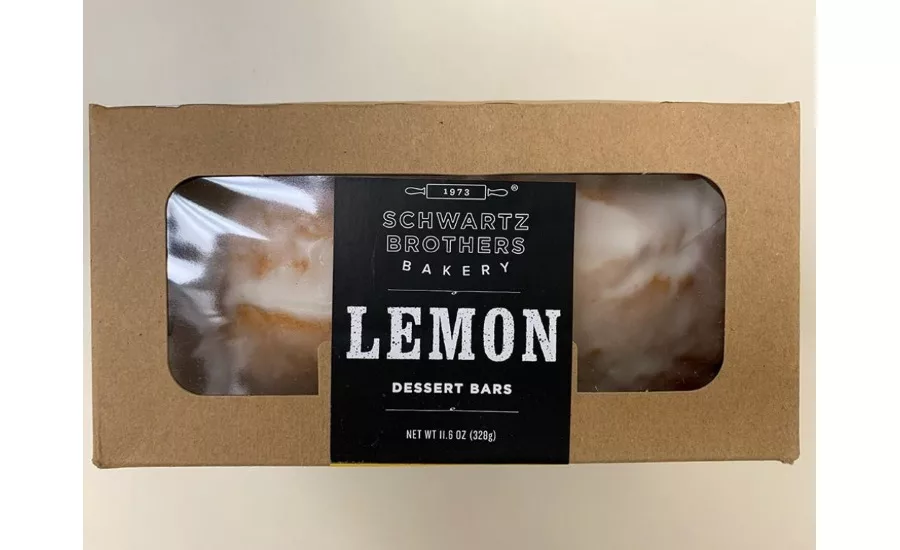 1973
®
SCHWARTZ
BROTHERS
BAKERY
LEMON
DESSERT BARS
NET WT 11.6 OZ (328g)